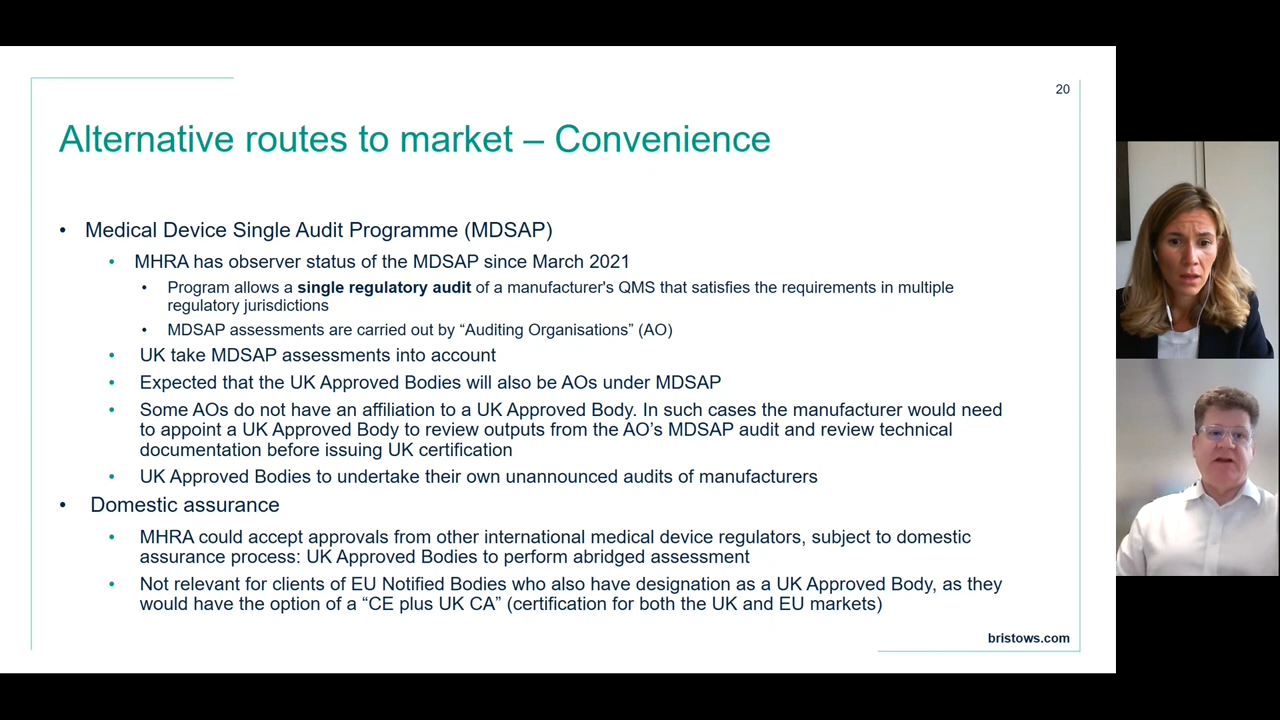 20
Alternative routes to market – Convenience
• Medical Device Single Audit Programme (MDSAP)
• MHRA has observer status of the MDSAP since March 2021
• Program allows a single regulatory audit of a manufacturer's QMS that satisfies the requirements in multiple
regulatory jurisdictions
• MDSAP assessments are carried out by “Auditing Organisations” (AO)
• UK take MDSAP assessments into account
• Expected that the UK Approved Bodies will also be AOs under MDSAP
• Some AOs do not have an affiliation to a UK Approved Body. In such cases the manufacturer would need
to appoint a UK Approved Body to review outputs from the AO’s MDSAP audit and review technical
documentation before issuing UK certification
• UK Approved Bodies to undertake their own unannounced audits of manufacturers
• Domestic assurance
• MHRA could accept approvals from other international medical device regulators, subject to domestic
assurance process: UK Approved Bodies to perform abridged assessment
• Not relevant for clients of EU Notified Bodies who also have designation as a UK Approved Body, as they
would have the option of a “CE plus UK CA” (certification for both the UK and EU markets)
bristows.com